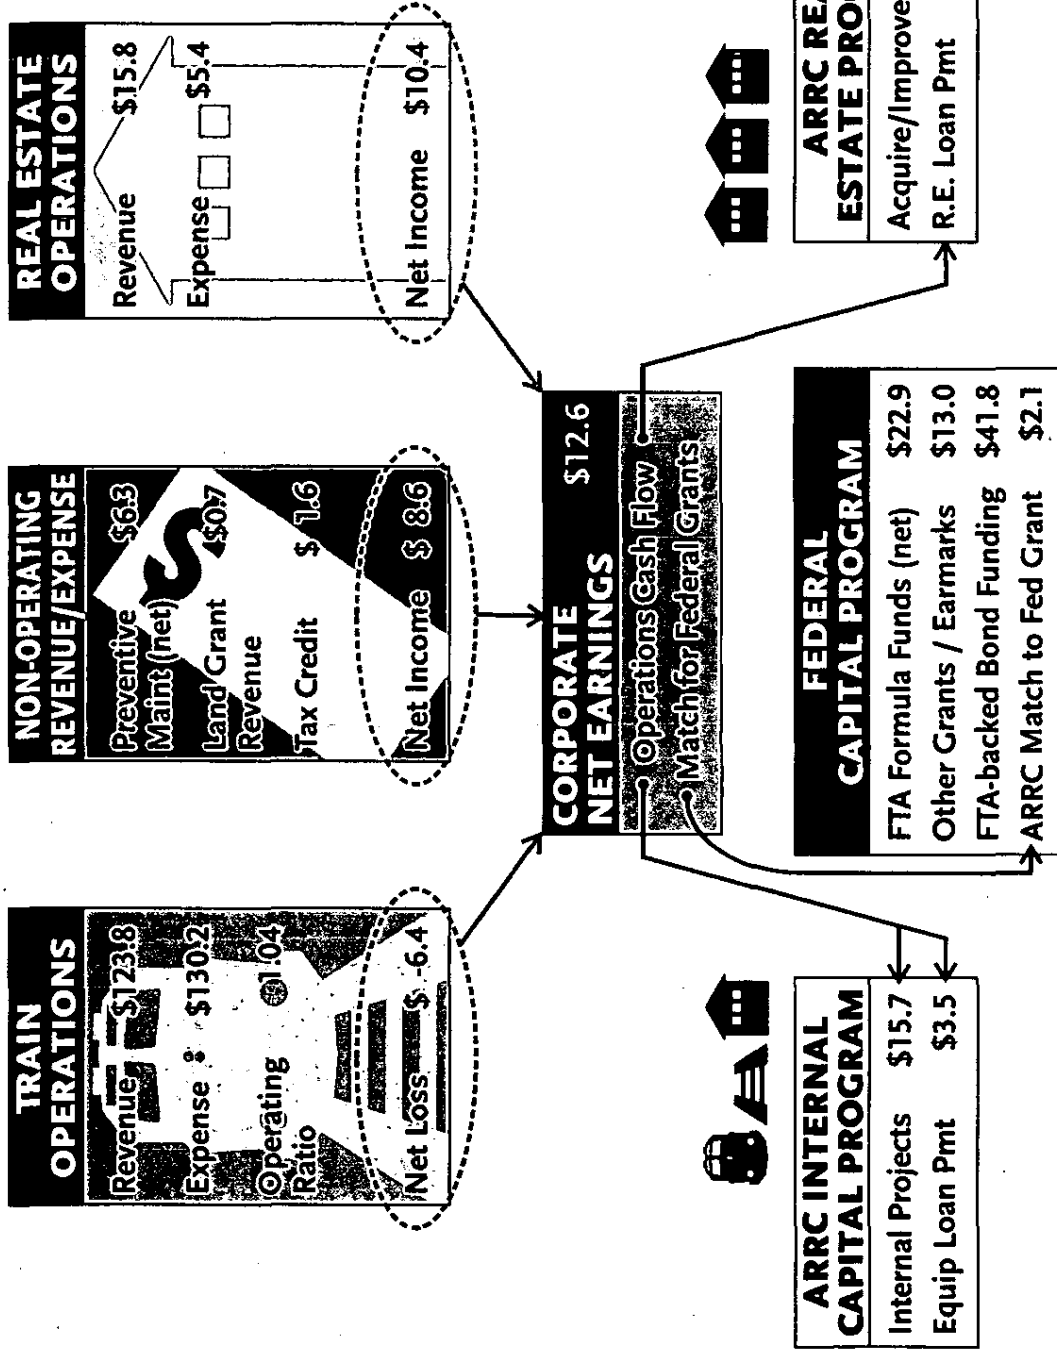 TRAIN
OPERATIONS
Revenue $123.8
Expense $130.2
Operating 1.04
Ratio
Net Loss $ -6.4
NON-OPERATING
REVENUE/EXPENSE
Preventive $6.3
Maint (net)
Land Grant $0.7
Revenue
Tax Credit $ 1.6
Net Income $ 8.6
REAL ESTATE
OPERATIONS
Revenue $15.8
Expense $5.4
Net Income $10.4
CORPORATE
NET EARNINGS $12.6
Operations Cash Flow
Match for Federal Grants
ARRC INTERNAL
CAPITAL PROGRAM
Internal Projects $15.7
Equip Loan Pmt $3.5
FEDERAL
CAPITAL PROGRAM
FTA Formula Funds (net) $22.9
Other Grants / Earmarks $13.0
FTA-backed Bond Funding $41.8
ARRC Match to Fed Grant $2.1
ARRC
ESTATE
Acquire/Improve
R.E. Loan Pmt